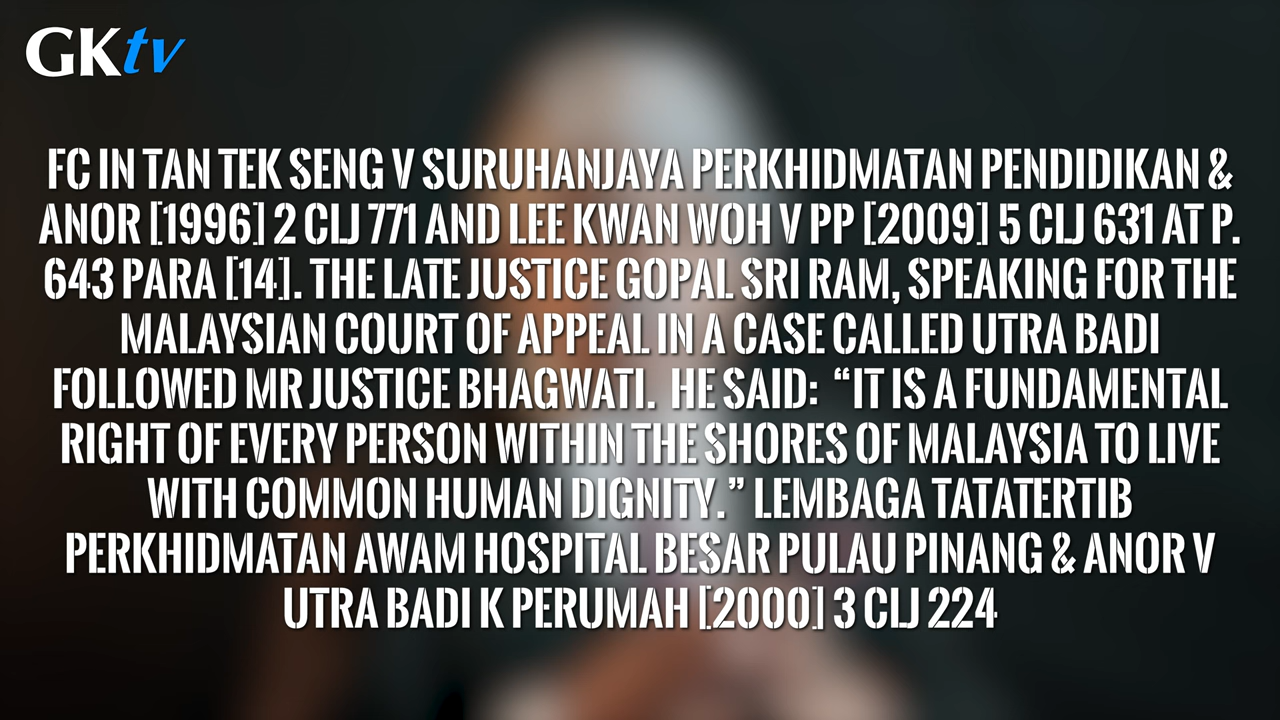 GKtv
FC IN TAN TEK SENG V SURUHANJAYA PERKHIDMATAN PENDIDIKAN &
ANOR [1996] 2 CLJ 771 AND LEE KWAN WOH V PP [2009] 5 CLJ 631 AT P.
643 PARA [14]. THE LATE JUSTICE GOPAL SRI RAM, SPEAKING FOR THE
MALAYSIAN COURT OF APPEAL IN A CASE CALLED UTRA BADI
FOLLOWED MR JUSTICE BHAGWATI. HE SAID: “IT IS A FUNDAMENTAL
RIGHT OF EVERY PERSON WITHIN THE SHORES OF MALAYSIA TO LIVE
WITH COMMON HUMAN DIGNITY.” LEMBAGA TATATERTIB
PERKHIDMATAN AWAM HOSPITAL BESAR PULAU PINANG & ANOR V
UTRA BADI K PERUMAH [2000] 3 CLJ 224